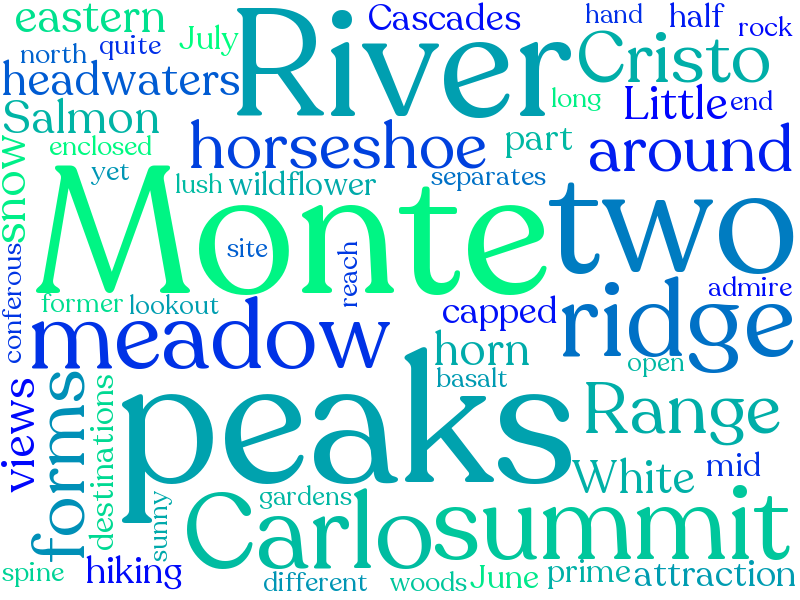 eastern
River
Cascades
hand
half
rock
north
quite
July
Cristo
headwaters
long
Little
end
Salmon
horseshoe
part
around
enclosed
snow
yet
lush
wildflower
separates
Monte
two
site
reach
conferous
former
lookout
capped
admire
meadow
ridge
horn
open
basalt
views
forms
destinations
peaks
Range
White
mid
sunny
gardens
Carlo
summit
spine
hiking
different
woods
June
prime
attraction